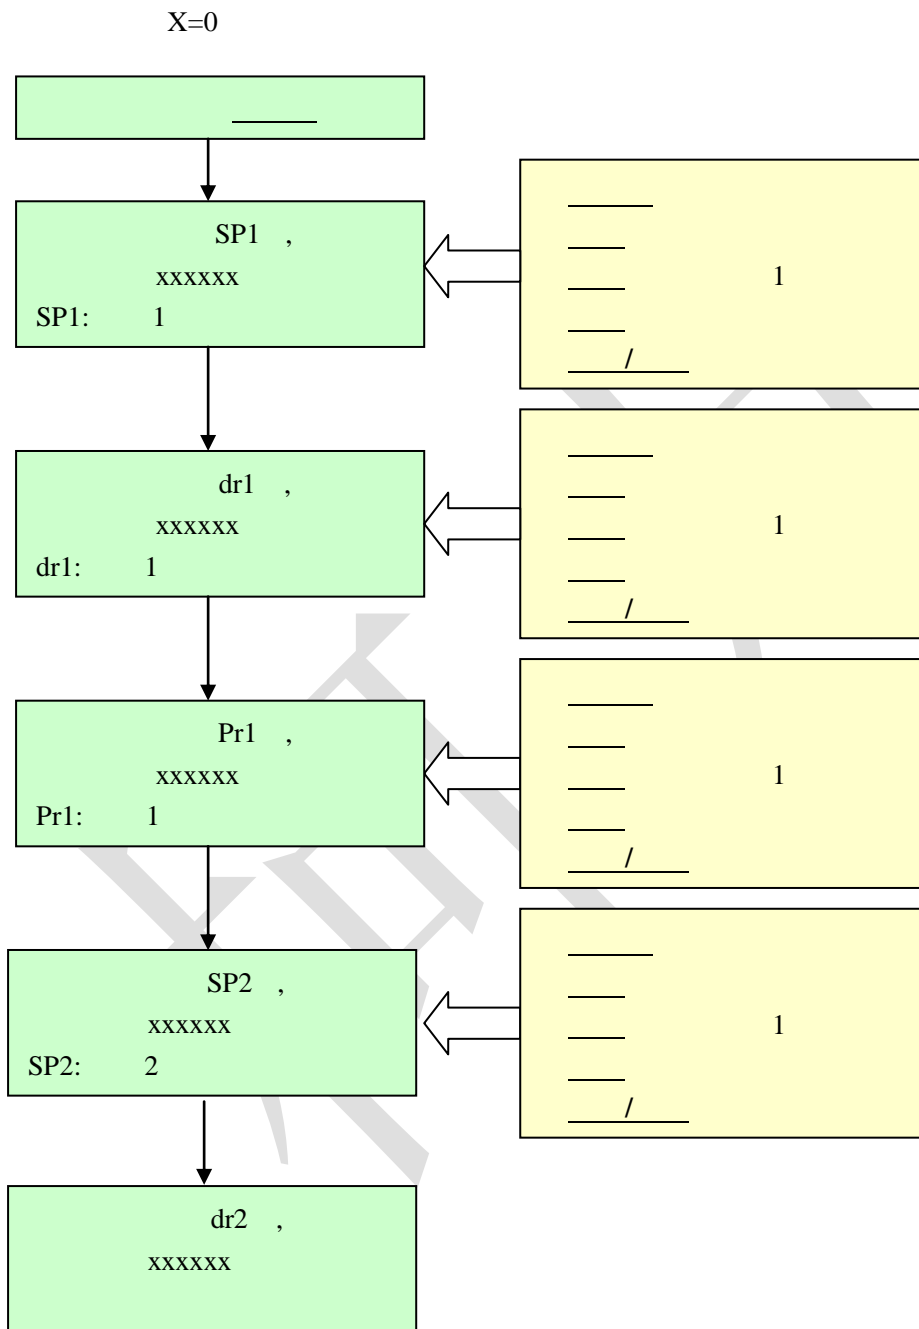 X=0
SP1 ,
xxxxxx
SP1: 1
1
/
dr1 ,
xxxxxx
dr1: 1
1
/
Pr1 ,
xxxxxx
Pr1: 1
1
/
SP2 ,
xxxxxx
SP2: 2
1
/
dr2 ,
xxxxxx